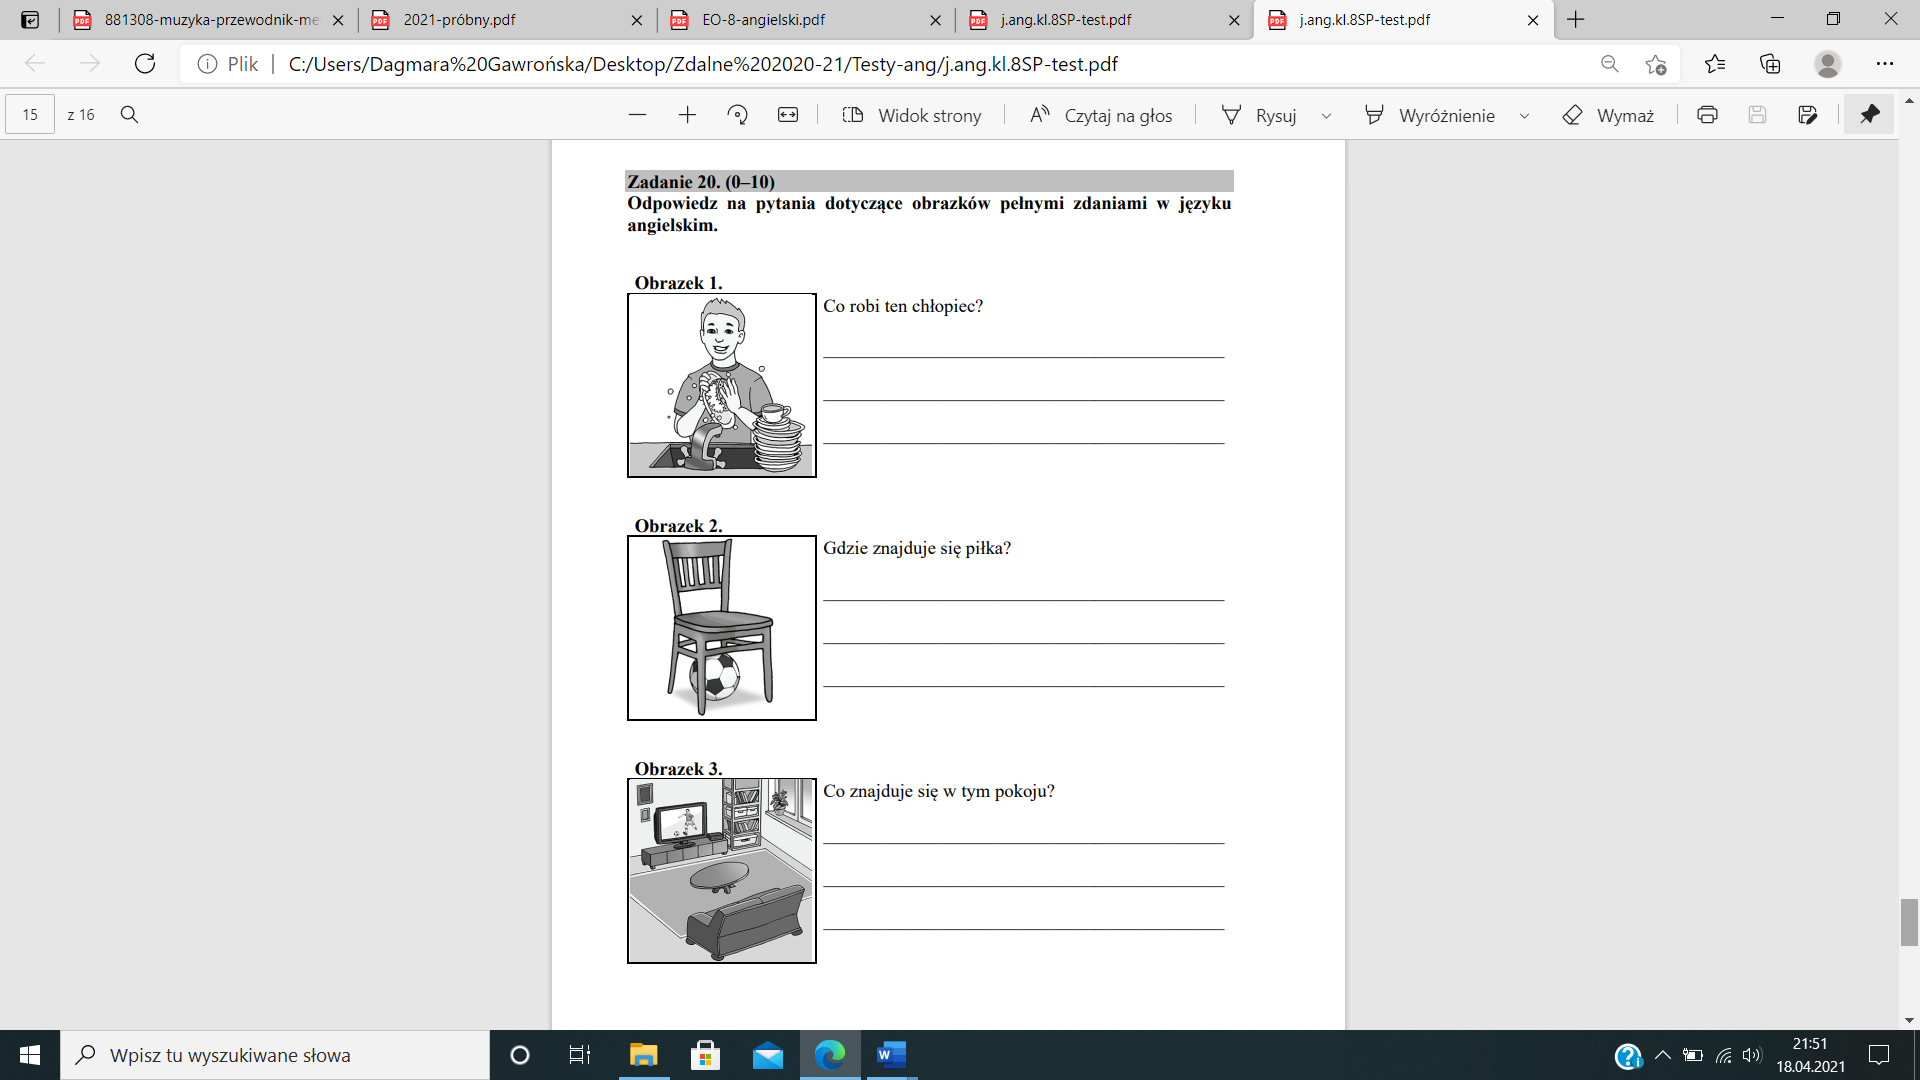 881308-muzyka-przewodnik-me
2021-próbny.pdf
EO-8-angielski.pdf
j.ang.kl.8SP-test.pdf
j.ang.kl.8SP-test.pdf
Plik
C:/Users/Dagmara%20Gawrońska/Desktop/Zdalne%202020-21/Testy-ang/j.ang.kl.8SP-test.pdf
15 z 16
Widok strony
Czytaj na głos
Rysuj
Wyróżnienie
Wymaż
Zadanie 20. (0–10)
Odpowiedz na pytania dotyczące obrazków pełnymi zdaniami w języku
angielskim.
Obrazek 1.
Co robi ten chłopiec?
Obrazek 2.
Gdzie znajduje się piłka?
Obrazek 3.
Co znajduje się w tym pokoju?
Wpisz tu wyszukiwane słowa
21:51
18.04.2021